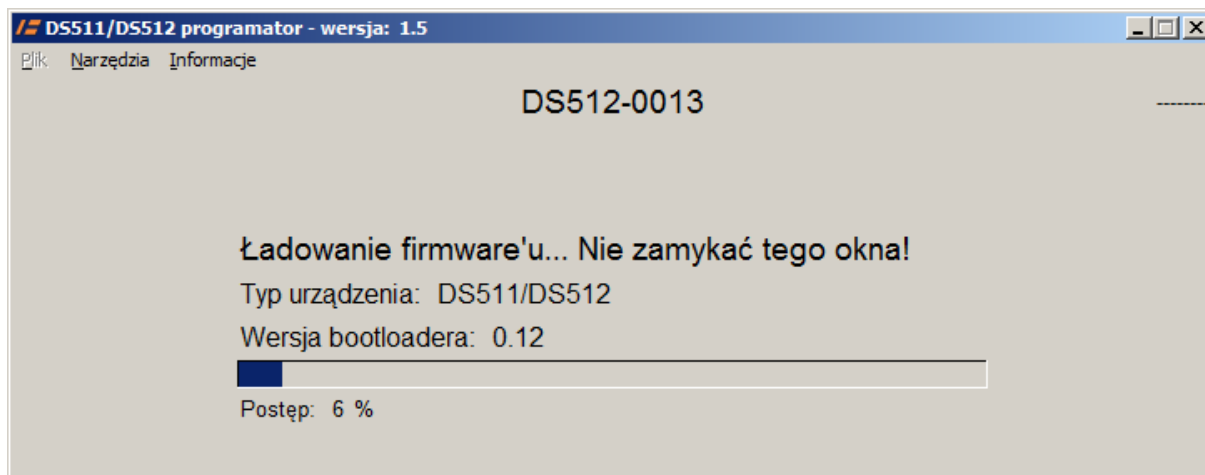 DS511/DS512 programator - wersja: 1.5
Plik Narzędzia Informacje
DS512-0013
--------
Ładowanie firmware'u... Nie zamykać tego okna!
Typ urządzenia: DS511/DS512
Wersja bootloadera: 0.12
Postęp: 6 %